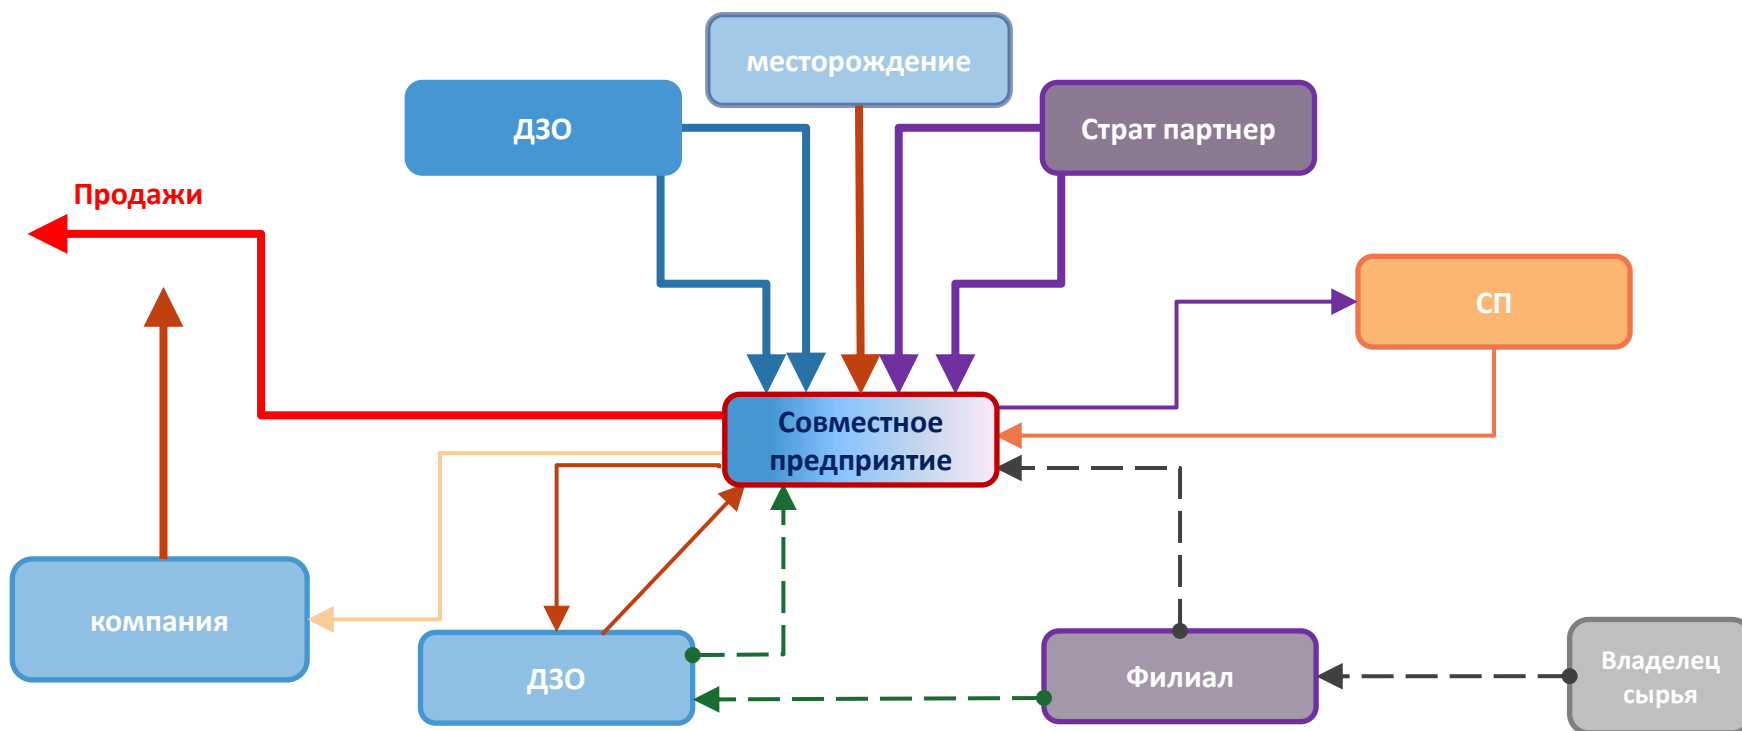 месторождение
ДЗО
Страт партнер
Продажи
СП
Совместное
предприятие
компания
ДЗО
Филиал
Владелец
сырья